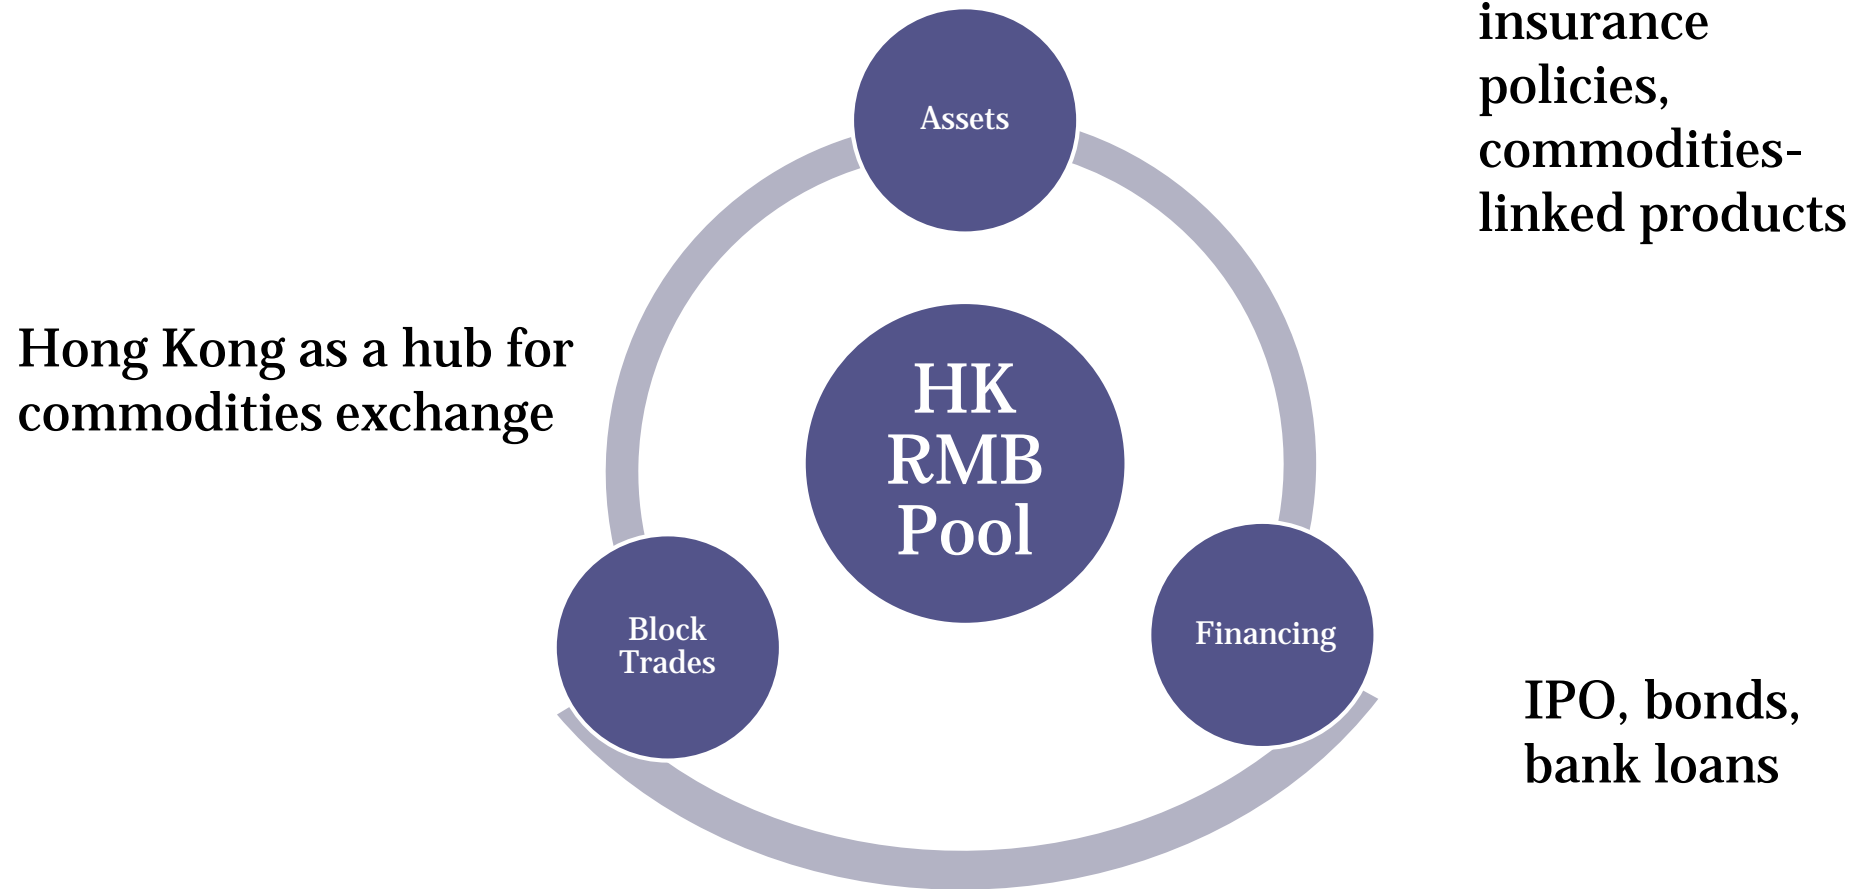 insurance
policies,
commodities-
linked products
Assets
Hong Kong as a hub for
commodities exchange
HK
RMB
Pool
Block
Trades
Financing
IPO, bonds,
bank loans